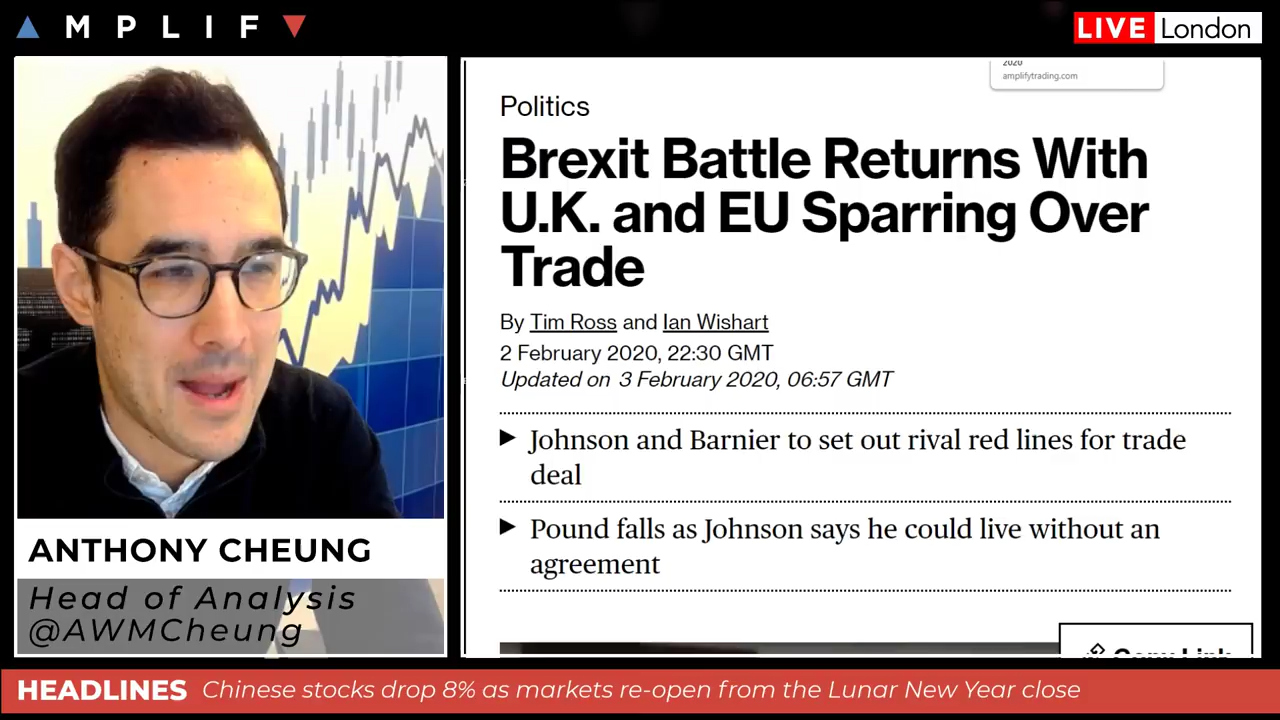 AMPLIFY
LIVE London
2020
amplifytrading.com
Politics
Brexit Battle Returns With
U.K. and EU Sparring Over
Trade
By Tim Ross and Ian Wishart
2 February 2020, 22:30 GMT
Updated on 3 February 2020, 06:57 GMT
Johnson and Barnier to set out rival red lines for trade
deal
Pound falls as Johnson says he could live without an
agreement
Copy Link
ANTHONY CHEUNG
Head of Analysis
@AWMCheung
HEADLINES Chinese stocks drop 8% as markets re-open from the Lunar New Year close